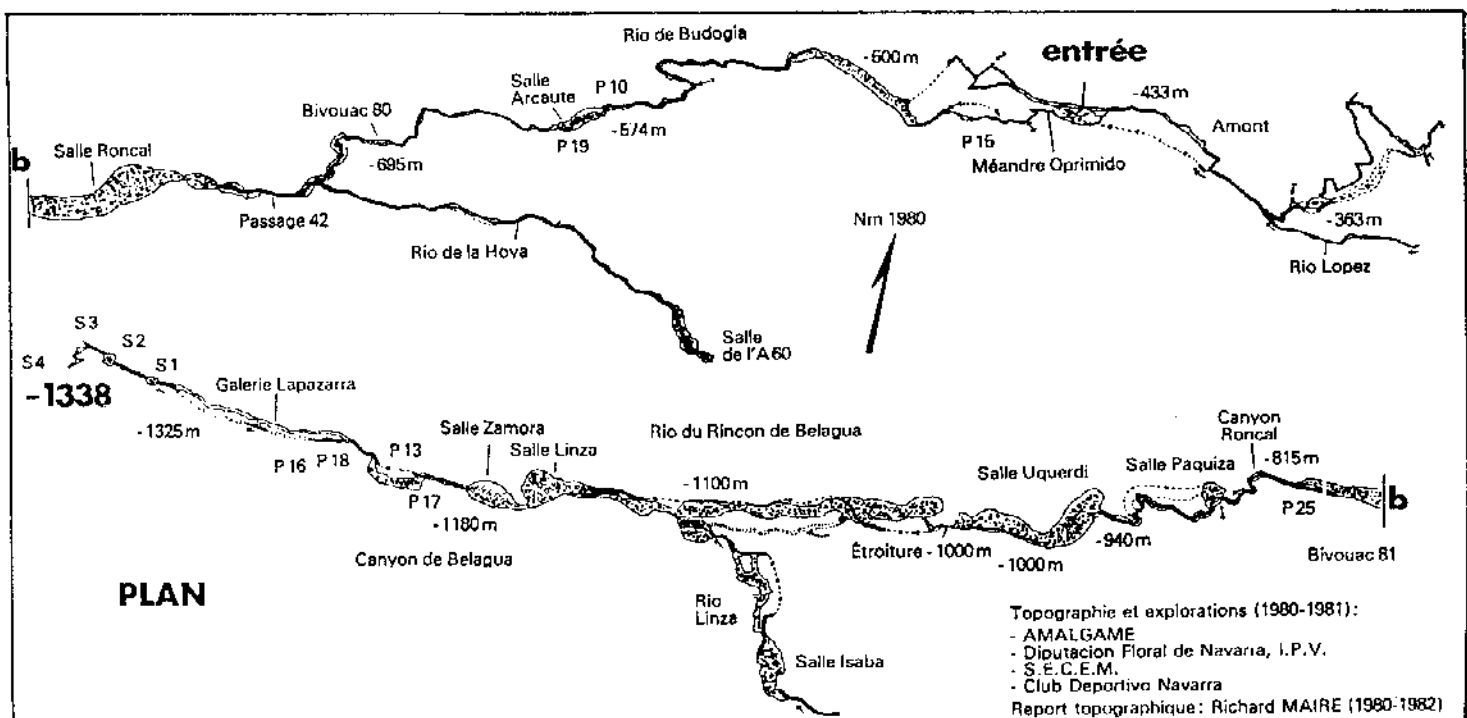 Rio de Budogia
-500m
entrée
Salle
Arcaute
P 10
-433m
Bivouac 80
Amont
-574m
P 19
P 15
Salle Roncal
b
-695m
Méandre Oprimido
Passage 42
Nm 1980
-363m
Rio de la Hoya
Rio Lopez
S3
S2
Salle
de l'A60
S4
S1
-1338
Galerie Lapazarra
-1325m
Salle Zamora
Rio du Rincon de Belagua
Canyon
Roncal
P 13
Salle Linza
Salle Uquerdi
Salle Paquiza
-815m
P 16
P 18
-1100m
b
P 17
P 25
-1180m
Étroiture -1000m
-940m
Canyon de Belagua
-1000m
Bivouac 81
PLAN
Rio
Linza
Salle Isaba
Topographie et explorations (1980-1981):
- AMALGAME
- Diputacion Floral de Navarra, I.P.V.
- S.E.C.E.M.
- Club Deportivo Navarra
Report topographique: Richard MAIRE (1980-1982)